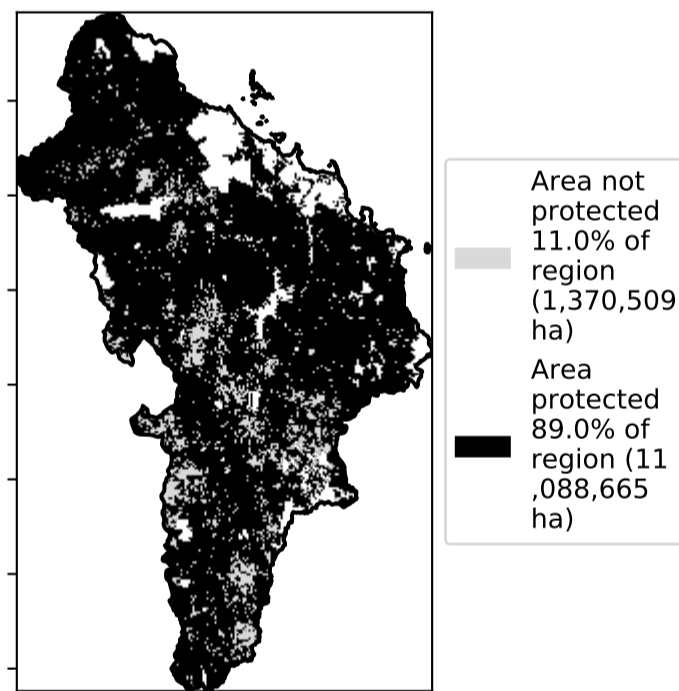 Area not
protected
11.0% of
region
(1,370,509
ha)
Area
protected
89.0% of
region (11
,088,665
ha)